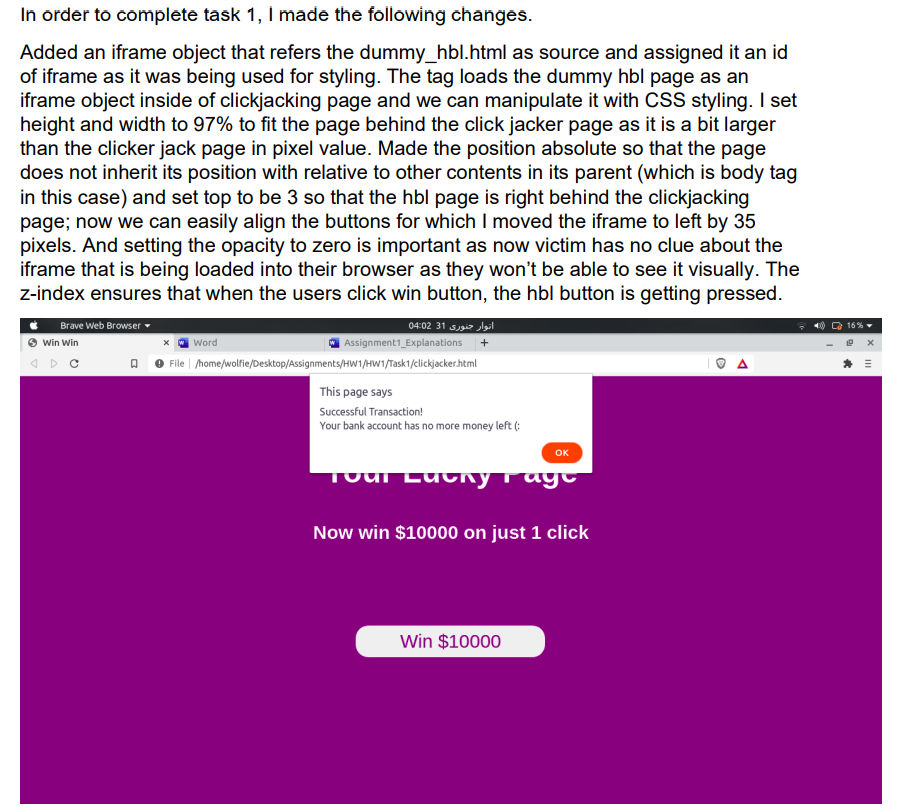 In order to complete task 1, I made the following changes.
Added an iframe object that refers the dummy_hbl.html as source and assigned it an id
of iframe as it was being used for styling. The tag loads the dummy hbl page as an
iframe object inside of clickjacking page and we can manipulate it with CSS styling. I set
height and width to 97% to fit the page behind the click jacker page as it is a bit larger
than the clicker jack page in pixel value. Made the position absolute so that the page
does not inherit its position with relative to other contents in its parent (which is body tag
in this case) and set top to be 3 so that the hbl page is right behind the clickjacking
page; now we can easily align the buttons for which I moved the iframe to left by 35
pixels. And setting the opacity to zero is important as now victim has no clue about the
iframe that is being loaded into their browser as they won’t be able to see it visually. The
z-index ensures that when the users click win button, the hbl button is getting pressed.
Brave Web Browser 04:02 31 اتوار جنوری 16%
Win Win Word Assignment1_Explanations
File /home/wolfie/Desktop/Assignments/HW1/HW1/Task1/clickjacker.html
This page says
Successful Transaction!
Your bank account has no more money left (:
OK
Your Lucky Page
Now win $10000 on just 1 click
Win $10000